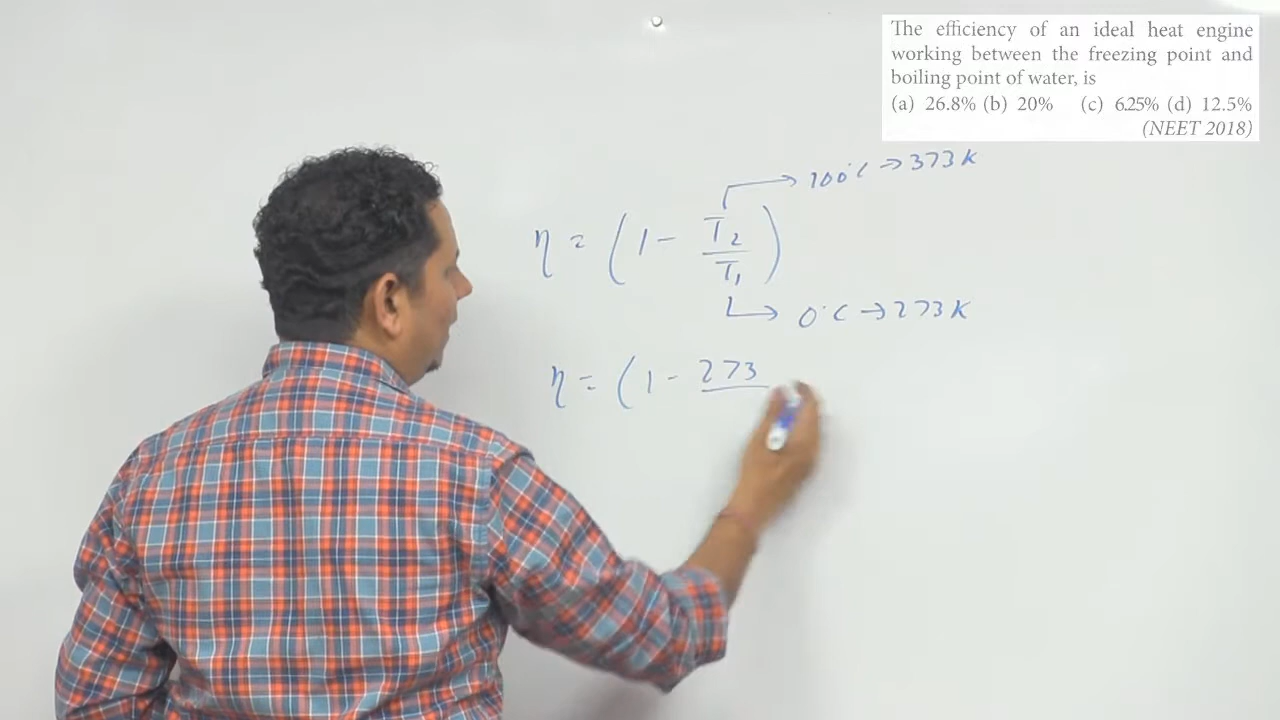 The efficiency of an ideal heat engine
working between the freezing point and
boiling point of water, is
(a) 26.8% (b) 20% (c) 6.25% (d) 12.5%
(NEET 2018)
100°C → 373 K
η = (1 - T₂/T₁)
0°C → 273 K
η = (1 - 273